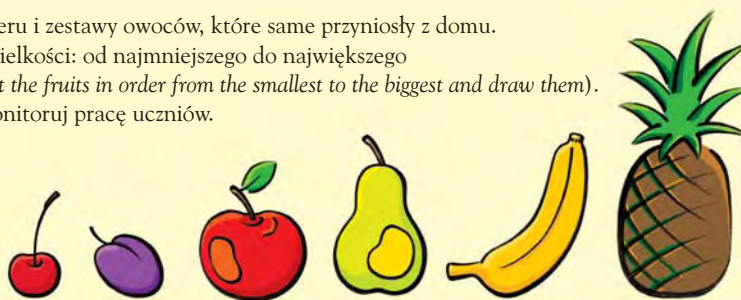 eru i zestawy owoców, które same przyniosły z domu.
ielkości: od najmniejszego do największego
t the fruits in order from the smallest to the biggest and draw them).
onitoruj pracę uczniów.